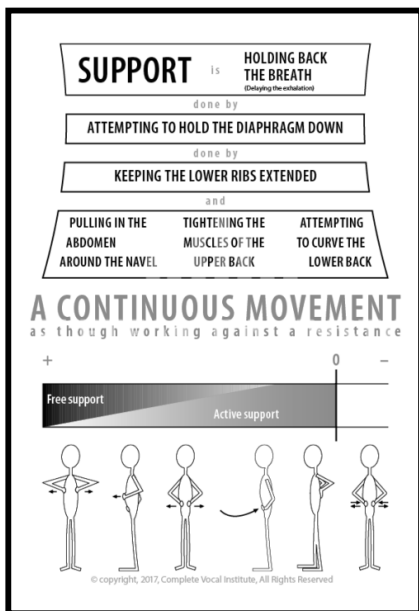 SUPPORT is HOLDING BACK
THE BREATH
(Delaying the exhalation)
done by
ATTEMPTING TO HOLD THE DIAPHRAGM DOWN
done by
KEEPING THE LOWER RIBS EXTENDED
and
PULLING IN THE
ABDOMEN
AROUND THE NAVEL
TIGHTENING THE
MUSCLES OF THE
UPPER BACK
ATTEMPTING
TO CURVE THE
LOWER BACK
A CONTINUOUS MOVEMENT
as though working against a resistance
+ 0 –
Free support
Active support
© copyright, 2017, Complete Vocal Institute, All Rights Reserved